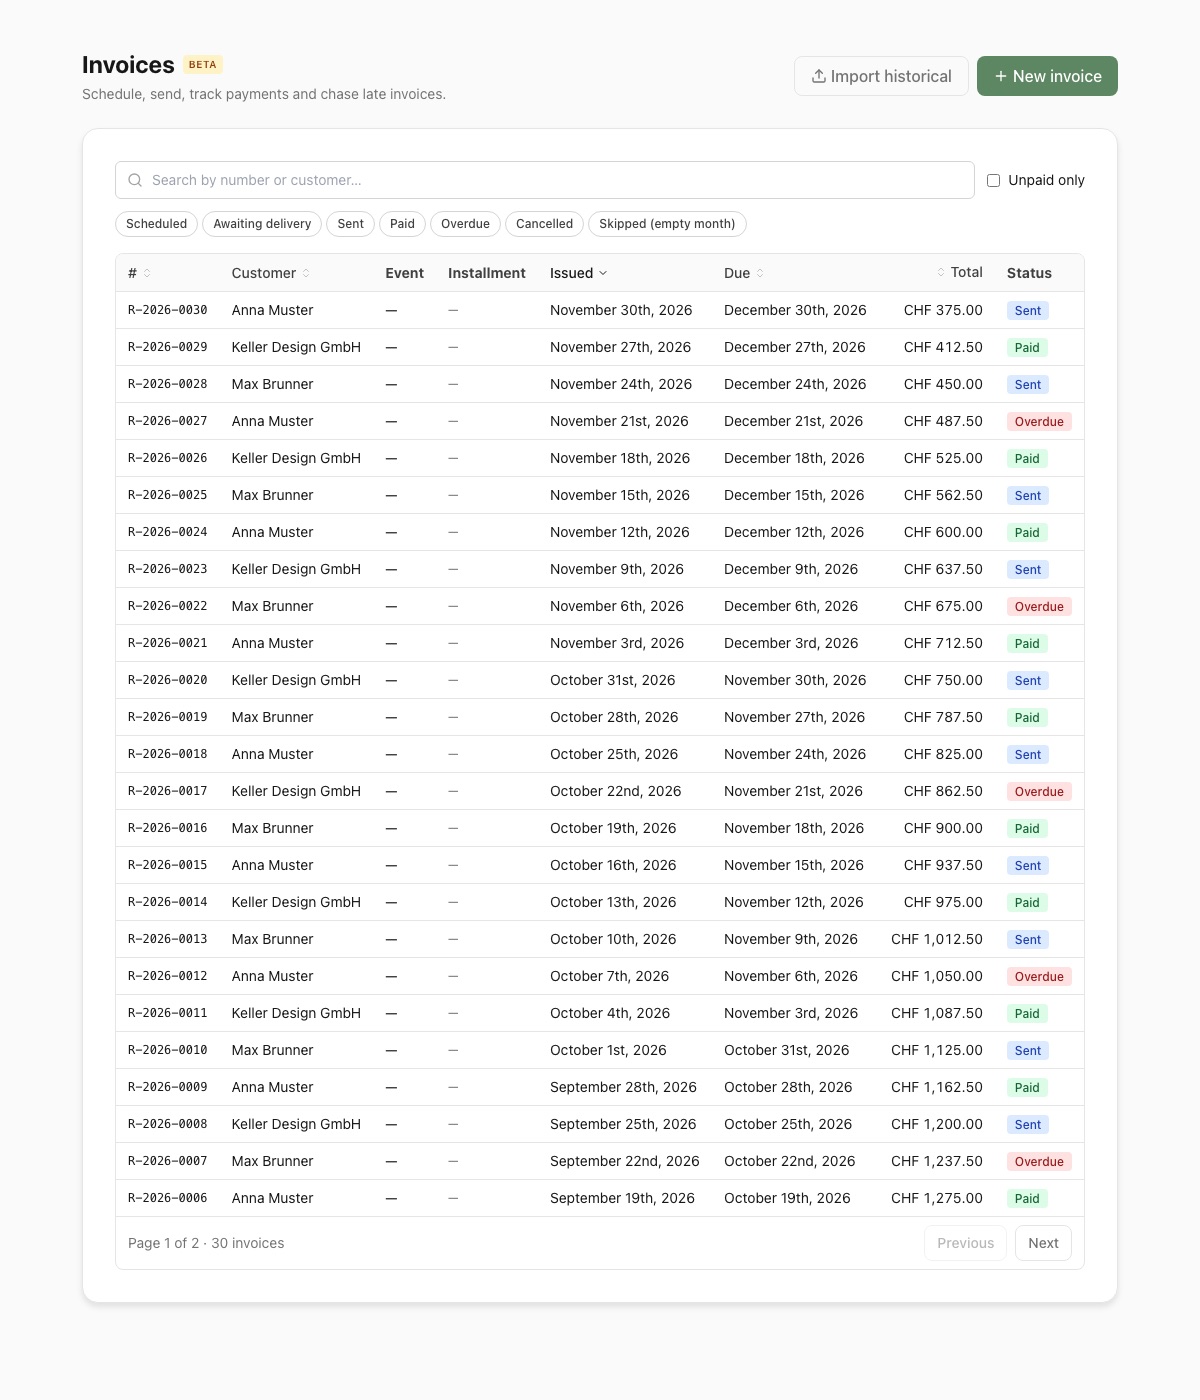 Invoices BETA
Schedule, send, track payments and chase late invoices.
Import historical
+ New invoice
Search by number or customer...
Unpaid only
Scheduled Awaiting delivery Sent Paid Overdue Cancelled Skipped (empty month)
# Customer Event Installment Issued Due Total Status
R-2026-0030 Anna Muster — — November 30th, 2026 December 30th, 2026 CHF 375.00 Sent
R-2026-0029 Keller Design GmbH — — November 27th, 2026 December 27th, 2026 CHF 412.50 Paid
R-2026-0028 Max Brunner — — November 24th, 2026 December 24th, 2026 CHF 450.00 Sent
R-2026-0027 Anna Muster — — November 21st, 2026 December 21st, 2026 CHF 487.50 Overdue
R-2026-0026 Keller Design GmbH — — November 18th, 2026 December 18th, 2026 CHF 525.00 Paid
R-2026-0025 Max Brunner — — November 15th, 2026 December 15th, 2026 CHF 562.50 Sent
R-2026-0024 Anna Muster — — November 12th, 2026 December 12th, 2026 CHF 600.00 Paid
R-2026-0023 Keller Design GmbH — — November 9th, 2026 December 9th, 2026 CHF 637.50 Sent
R-2026-0022 Max Brunner — — November 6th, 2026 December 6th, 2026 CHF 675.00 Overdue
R-2026-0021 Anna Muster — — November 3rd, 2026 December 3rd, 2026 CHF 712.50 Paid
R-2026-0020 Keller Design GmbH — — October 31st, 2026 November 30th, 2026 CHF 750.00 Sent
R-2026-0019 Max Brunner — — October 28th, 2026 November 27th, 2026 CHF 787.50 Paid
R-2026-0018 Anna Muster — — October 25th, 2026 November 24th, 2026 CHF 825.00 Sent
R-2026-0017 Keller Design GmbH — — October 22nd, 2026 November 21st, 2026 CHF 862.50 Overdue
R-2026-0016 Max Brunner — — October 19th, 2026 November 18th, 2026 CHF 900.00 Paid
R-2026-0015 Anna Muster — — October 16th, 2026 November 15th, 2026 CHF 937.50 Sent
R-2026-0014 Keller Design GmbH — — October 13th, 2026 November 12th, 2026 CHF 975.00 Paid
R-2026-0013 Max Brunner — — October 10th, 2026 November 9th, 2026 CHF 1,012.50 Sent
R-2026-0012 Anna Muster — — October 7th, 2026 November 6th, 2026 CHF 1,050.00 Overdue
R-2026-0011 Keller Design GmbH — — October 4th, 2026 November 3rd, 2026 CHF 1,087.50 Paid
R-2026-0010 Max Brunner — — October 1st, 2026 October 31st, 2026 CHF 1,125.00 Sent
R-2026-0009 Anna Muster — — September 28th, 2026 October 28th, 2026 CHF 1,162.50 Paid
R-2026-0008 Keller Design GmbH — — September 25th, 2026 October 25th, 2026 CHF 1,200.00 Sent
R-2026-0007 Max Brunner — — September 22nd, 2026 October 22nd, 2026 CHF 1,237.50 Overdue
R-2026-0006 Anna Muster — — September 19th, 2026 October 19th, 2026 CHF 1,275.00 Paid
Page 1 of 2 · 30 invoices
Previous Next